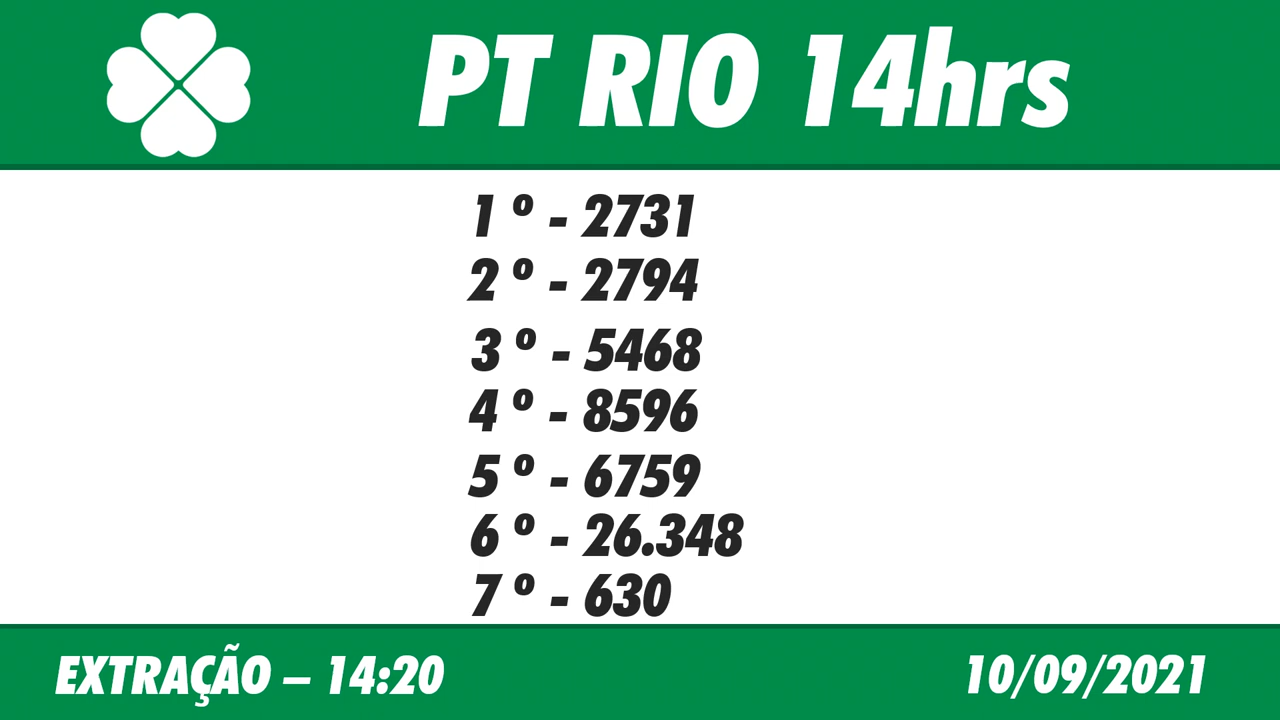 PT RIO 14hrs
1 º - 2731
2 º - 2794
3 º - 5468
4 º - 8596
5 º - 6759
6 º - 26.348
7 º - 630
EXTRAÇÃO – 14:20
10/09/2021